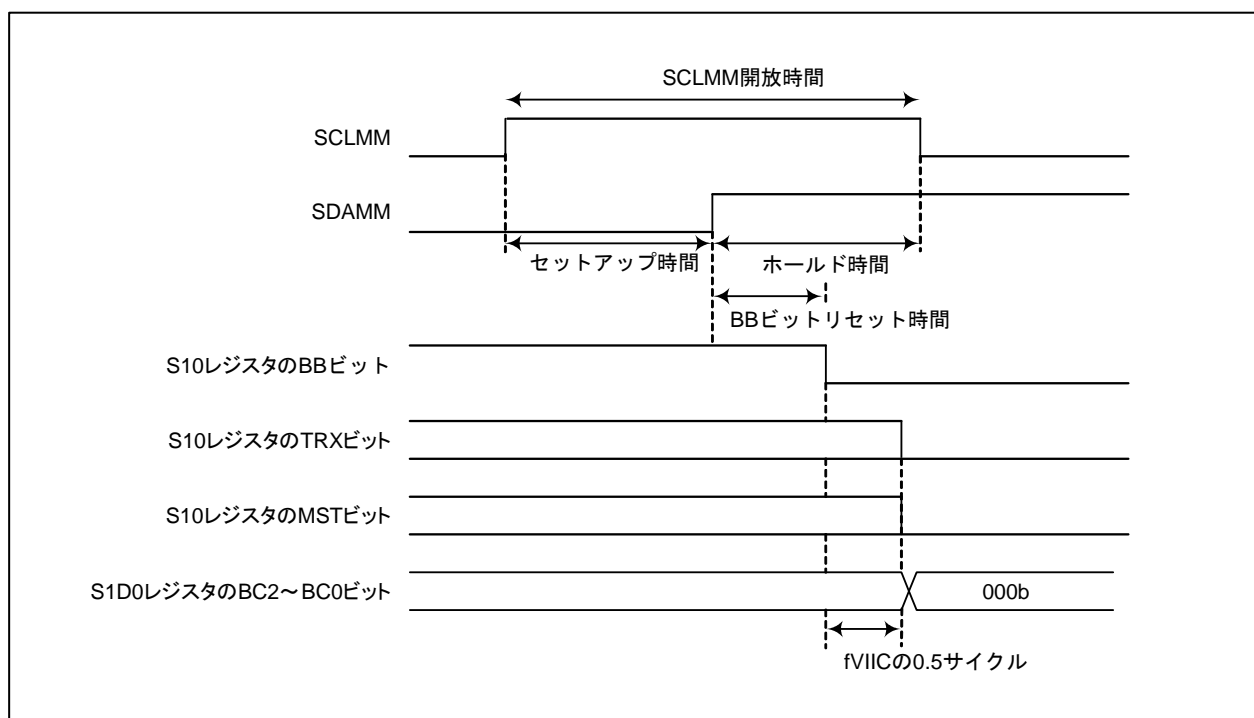 SCLMM開放時間
SCLMM
SDAMM
セットアップ時間
ホールド時間
BBビットリセット時間
S10レジスタのBBビット
S10レジスタのTRXビット
S10レジスタのMSTビット
S1D0レジスタのBC2～BC0ビット
000b
fVIICの0.5サイクル